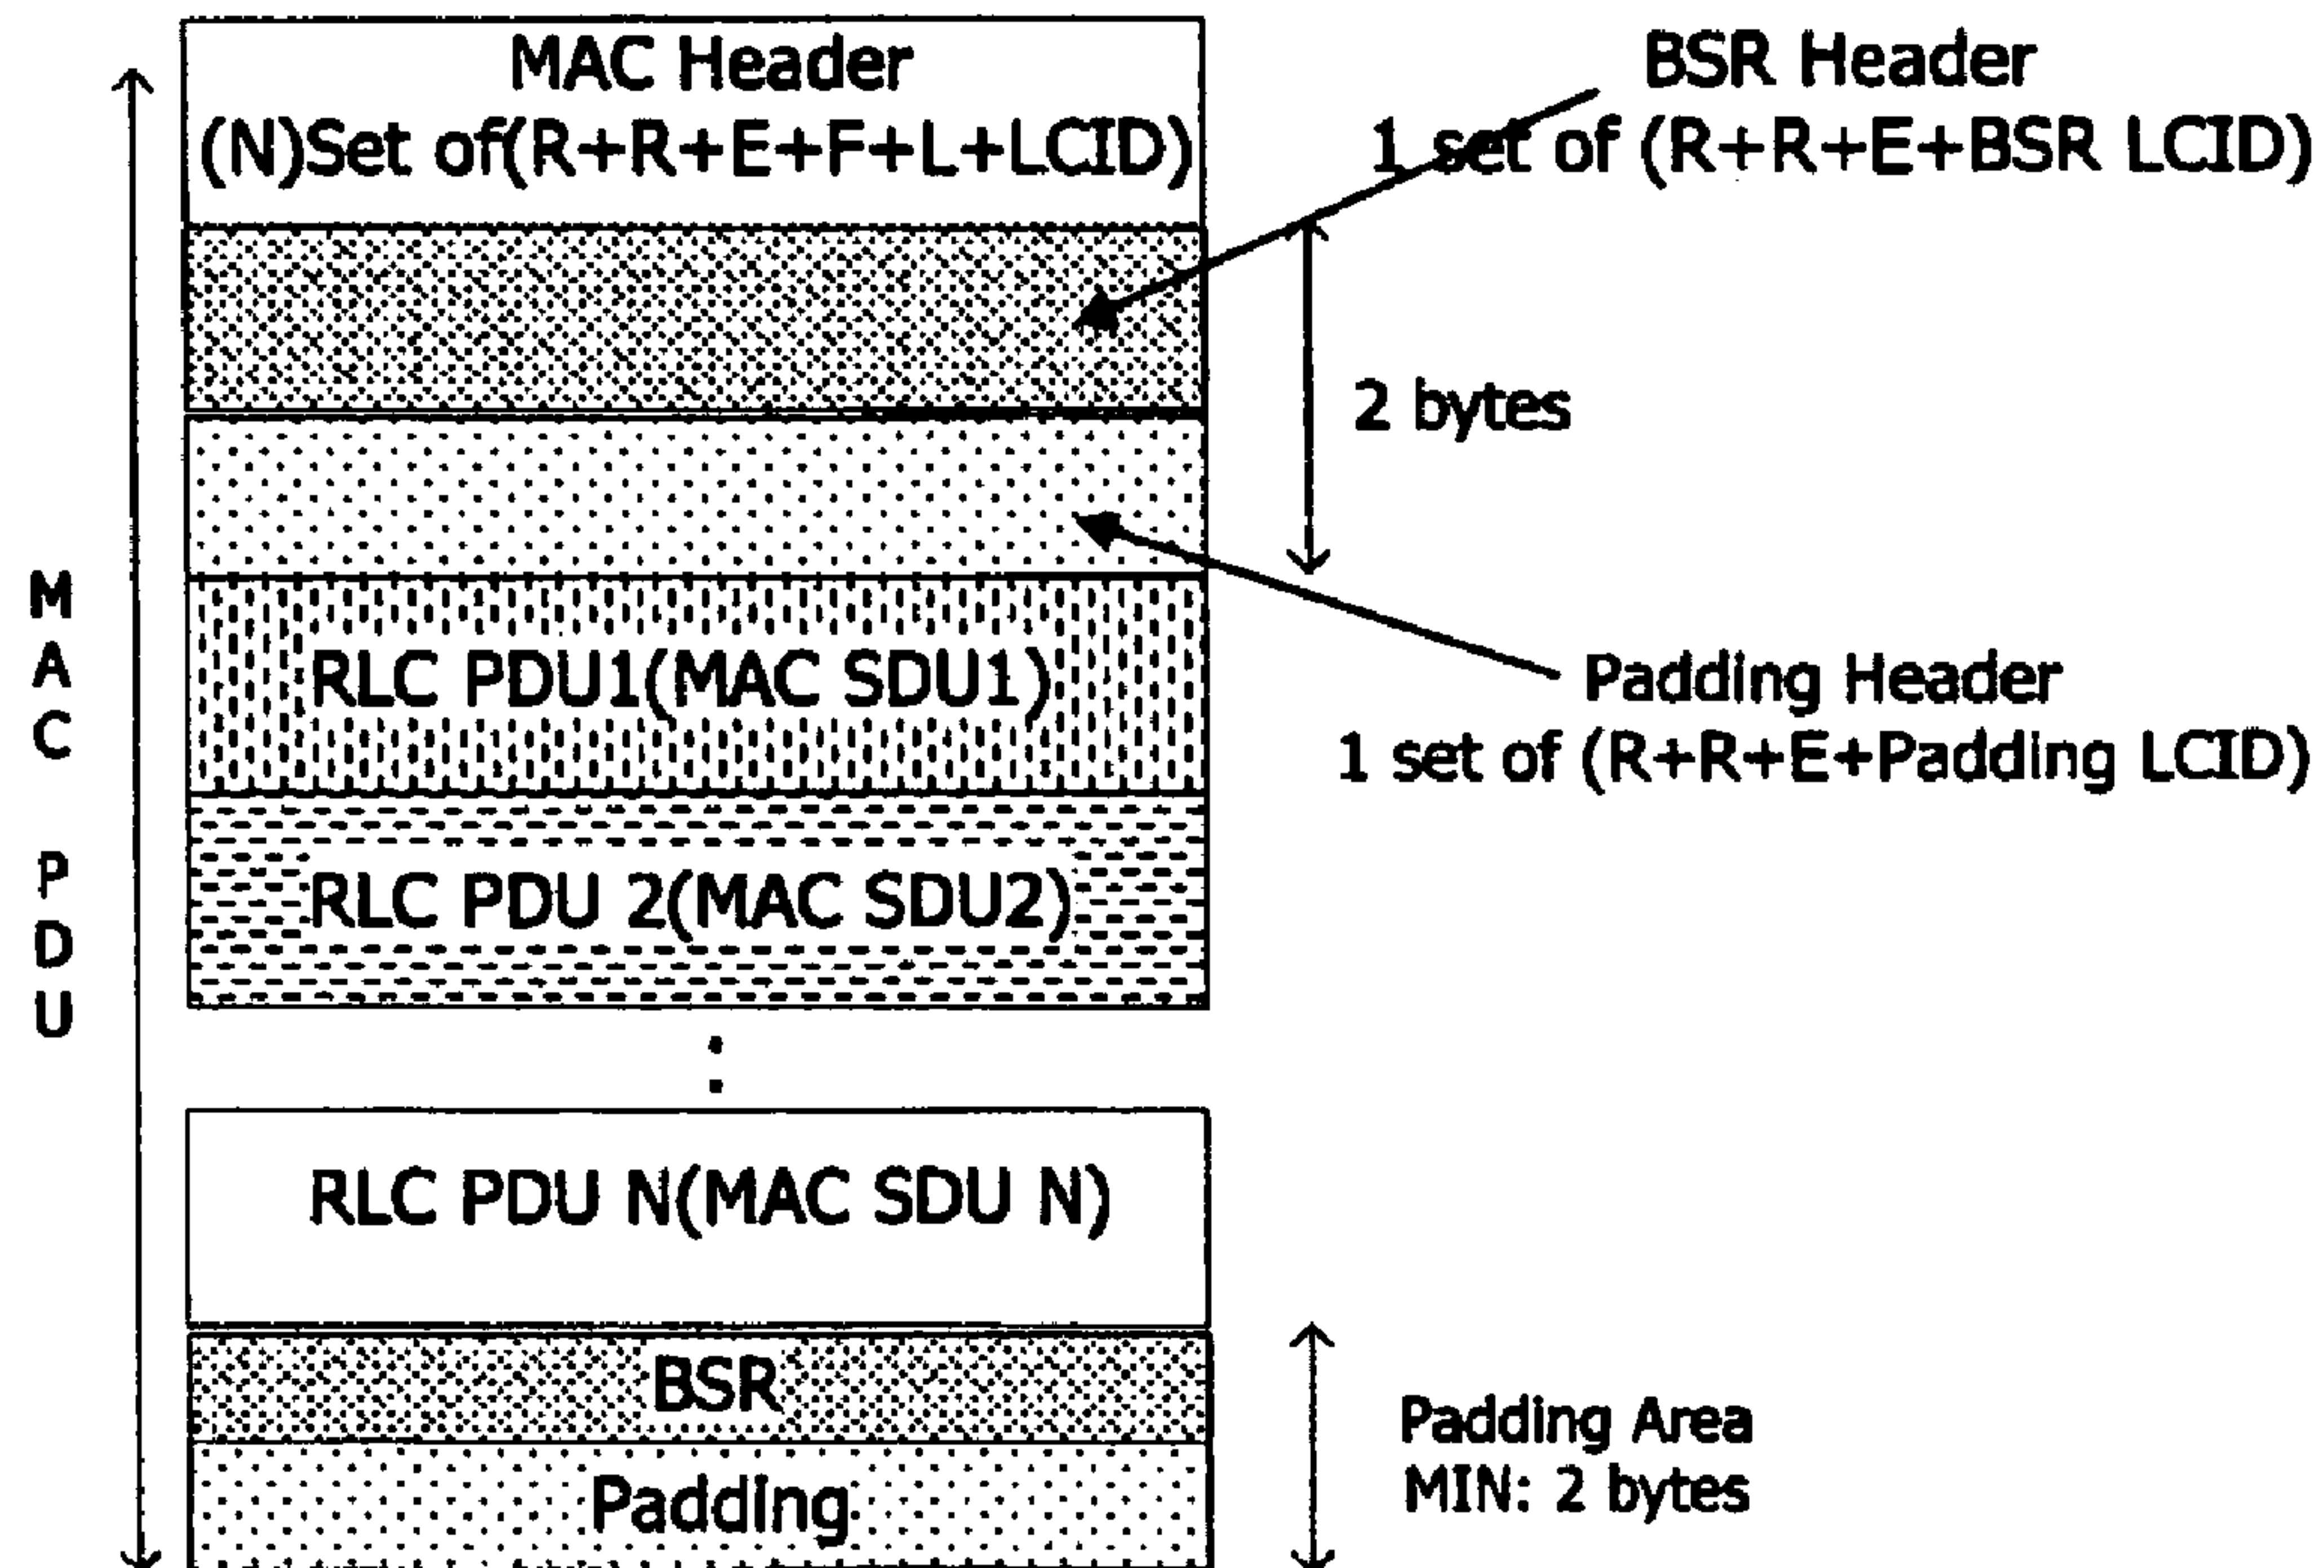 MAC Header
(N)Set of(R+R+E+F+L+LCID)
BSR Header
1 set of (R+R+E+BSR LCID)
2 bytes
MAC PDU
RLC PDU1(MAC SDU1)
Padding Header
1 set of (R+R+E+Padding LCID)
RLC PDU 2(MAC SDU2)
:
RLC PDU N(MAC SDU N)
BSR
Padding
Padding Area
MIN: 2 bytes